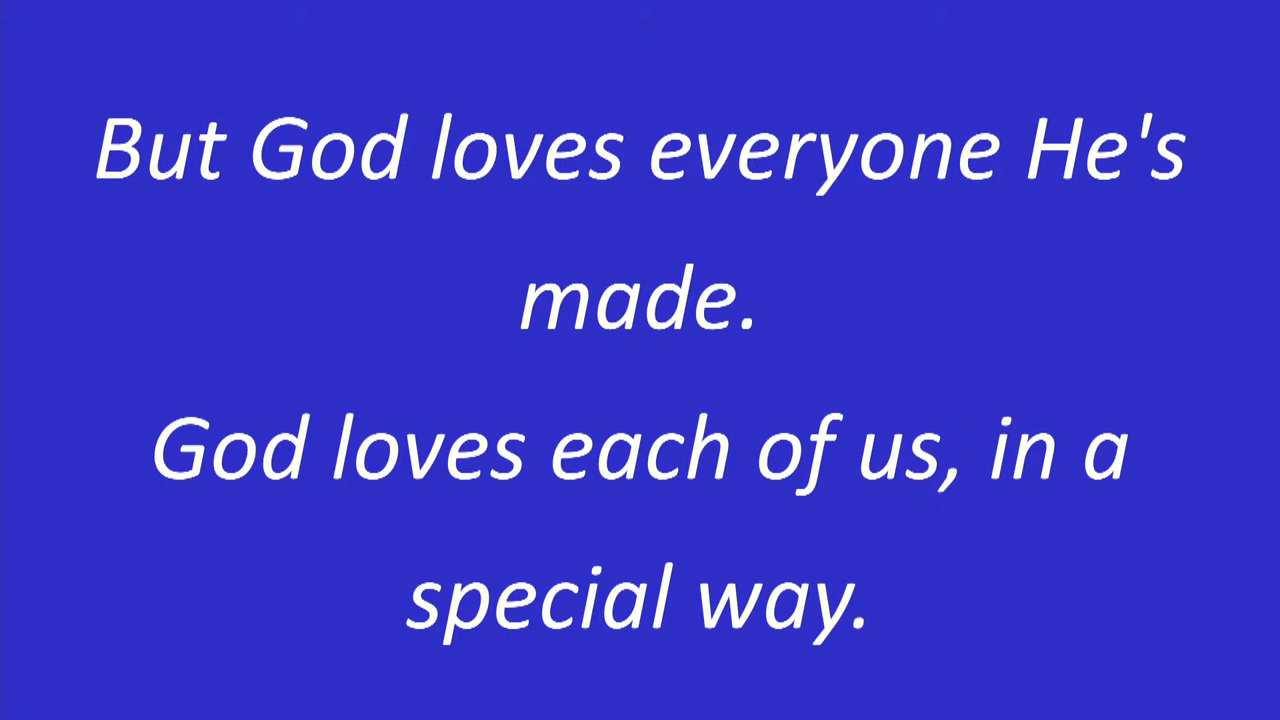 But God loves everyone He's
made.
God loves each of us, in a
special way.